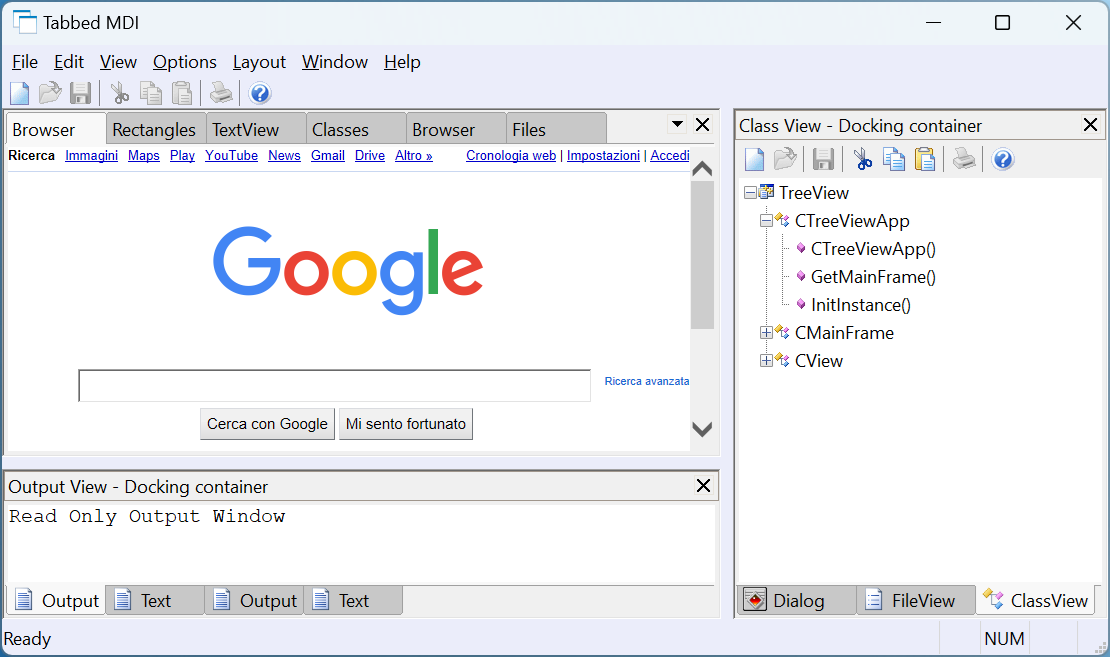 Tabbed MDI
File Edit View Options Layout Window Help
Browser Rectangles TextView Classes Browser Files
Ricerca Immagini Maps Play YouTube News Gmail Drive Altro » Cronologia web | Impostazioni | Accedi
Google
Ricerca avanzata
Cerca con Google Mi sento fortunato
Output View - Docking container
Read Only Output Window
Output Text Output Text
Class View - Docking container
TreeView
CTreeViewApp
CTreeViewApp()
GetMainFrame()
InitInstance()
CMainFrame
CView
Dialog FileView ClassView
Ready NUM